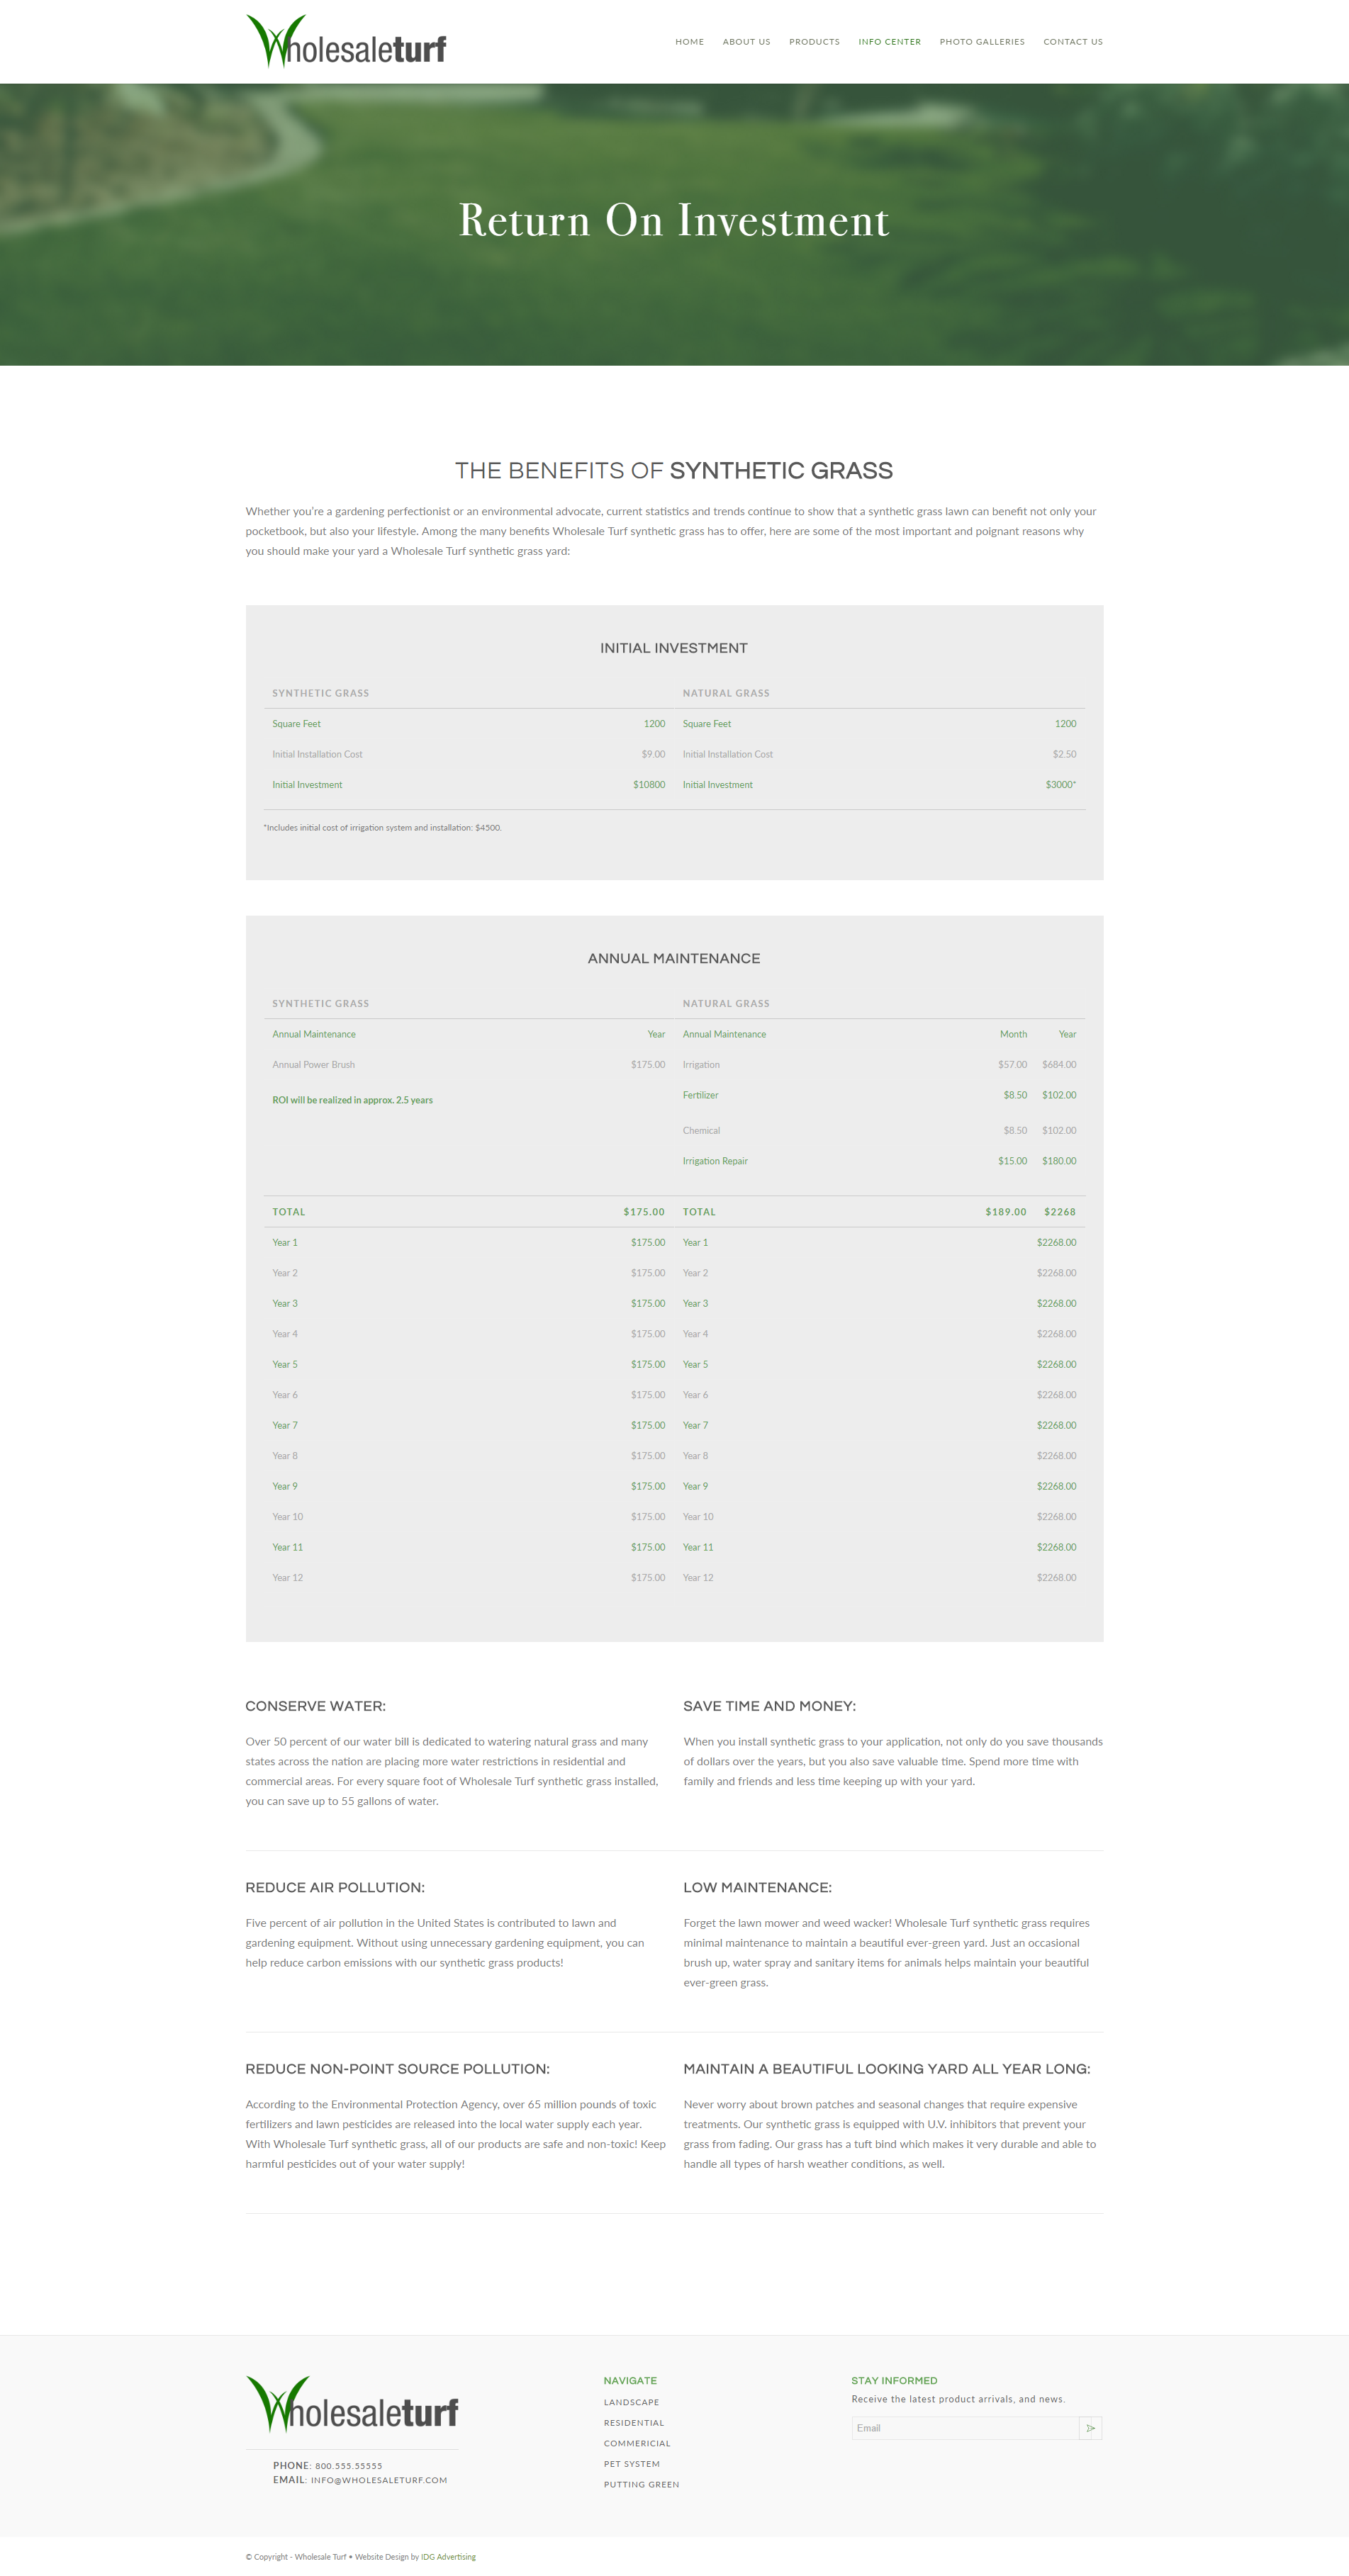 Wholesaleturf
HOME ABOUT US PRODUCTS INFO CENTER PHOTO GALLERIES CONTACT US
Return On Investment
THE BENEFITS OF SYNTHETIC GRASS
Whether you're a gardening perfectionist or an environmental advocate, current statistics and trends continue to show that a synthetic grass lawn can benefit not only your
pocketbook, but also your lifestyle. Among the many benefits Wholesale Turf synthetic grass has to offer, here are some of the most important and poignant reasons why
you should make your yard a Wholesale Turf synthetic grass yard:
INITIAL INVESTMENT
SYNTHETIC GRASS NATURAL GRASS
Square Feet 1200 Square Feet 1200
Initial Installation Cost $9.00 Initial Installation Cost $2.50
Initial Investment $10800 Initial Investment $3000*
*Includes initial cost of irrigation system and installation: $4500.
ANNUAL MAINTENANCE
SYNTHETIC GRASS NATURAL GRASS
Annual Maintenance Year Annual Maintenance Month Year
Annual Power Brush $175.00 Irrigation $57.00 $684.00
ROI will be realized in approx. 2.5 years Fertilizer $8.50 $102.00
Chemical $8.50 $102.00
Irrigation Repair $15.00 $180.00
TOTAL $175.00 TOTAL $189.00 $2268
Year 1 $175.00 Year 1 $2268.00
Year 2 $175.00 Year 2 $2268.00
Year 3 $175.00 Year 3 $2268.00
Year 4 $175.00 Year 4 $2268.00
Year 5 $175.00 Year 5 $2268.00
Year 6 $175.00 Year 6 $2268.00
Year 7 $175.00 Year 7 $2268.00
Year 8 $175.00 Year 8 $2268.00
Year 9 $175.00 Year 9 $2268.00
Year 10 $175.00 Year 10 $2268.00
Year 11 $175.00 Year 11 $2268.00
Year 12 $175.00 Year 12 $2268.00
CONSERVE WATER:
Over 50 percent of our water bill is dedicated to watering natural grass and many
states across the nation are placing more water restrictions in residential and
commercial areas. For every square foot of Wholesale Turf synthetic grass installed,
you can save up to 55 gallons of water.
SAVE TIME AND MONEY:
When you install synthetic grass to your application, not only do you save thousands
of dollars over the years, but you also save valuable time. Spend more time with
family and friends and less time keeping up with your yard.
REDUCE AIR POLLUTION:
Five percent of air pollution in the United States is contributed to lawn and
gardening equipment. Without using unnecessary gardening equipment, you can
help reduce carbon emissions with our synthetic grass products!
LOW MAINTENANCE:
Forget the lawn mower and weed wacker! Wholesale Turf synthetic grass requires
minimal maintenance to maintain a beautiful ever-green yard. Just an occasional
brush up, water spray and sanitary items for animals helps maintain your beautiful
ever-green grass.
REDUCE NON-POINT SOURCE POLLUTION:
According to the Environmental Protection Agency, over 65 million pounds of toxic
fertilizers and lawn pesticides are released into the local water supply each year.
With Wholesale Turf synthetic grass, all of our products are safe and non-toxic! Keep
harmful pesticides out of your water supply!
MAINTAIN A BEAUTIFUL LOOKING YARD ALL YEAR LONG:
Never worry about brown patches and seasonal changes that require expensive
treatments. Our synthetic grass is equipped with U.V. inhibitors that prevent your
grass from fading. Our grass has a tuft bind which makes it very durable and able to
handle all types of harsh weather conditions, as well.
Wholesaleturf
PHONE: 800.555.55555
EMAIL: INFO@WHOLESALETURF.COM
NAVIGATE
LANDSCAPE
RESIDENTIAL
COMMERICIAL
PET SYSTEM
PUTTING GREEN
STAY INFORMED
Receive the latest product arrivals, and news.
Email
© Copyright - Wholesale Turf • Website Design by IDG Advertising